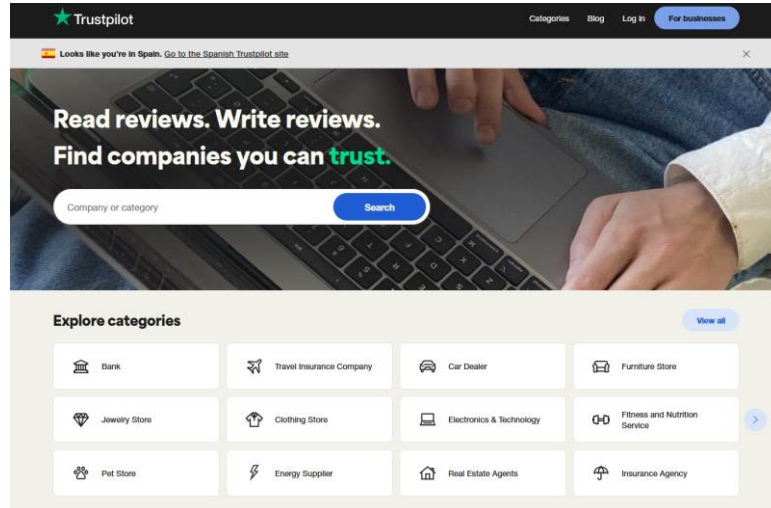 Trustpilot
Categories
Blog
Log in
For businesses
Looks like you're in Spain. Go to the Spanish Trustpilot site
Read reviews. Write reviews.
Find companies you can trust.
Company or category
Search
Explore categories
View all
Bank
Travel Insurance Company
Car Dealer
Furniture Store
Jewelry Store
Clothing Store
Electronics & Technology
Fitness and Nutrition
Service
Pet Store
Energy Supplier
Real Estate Agents
Insurance Agency